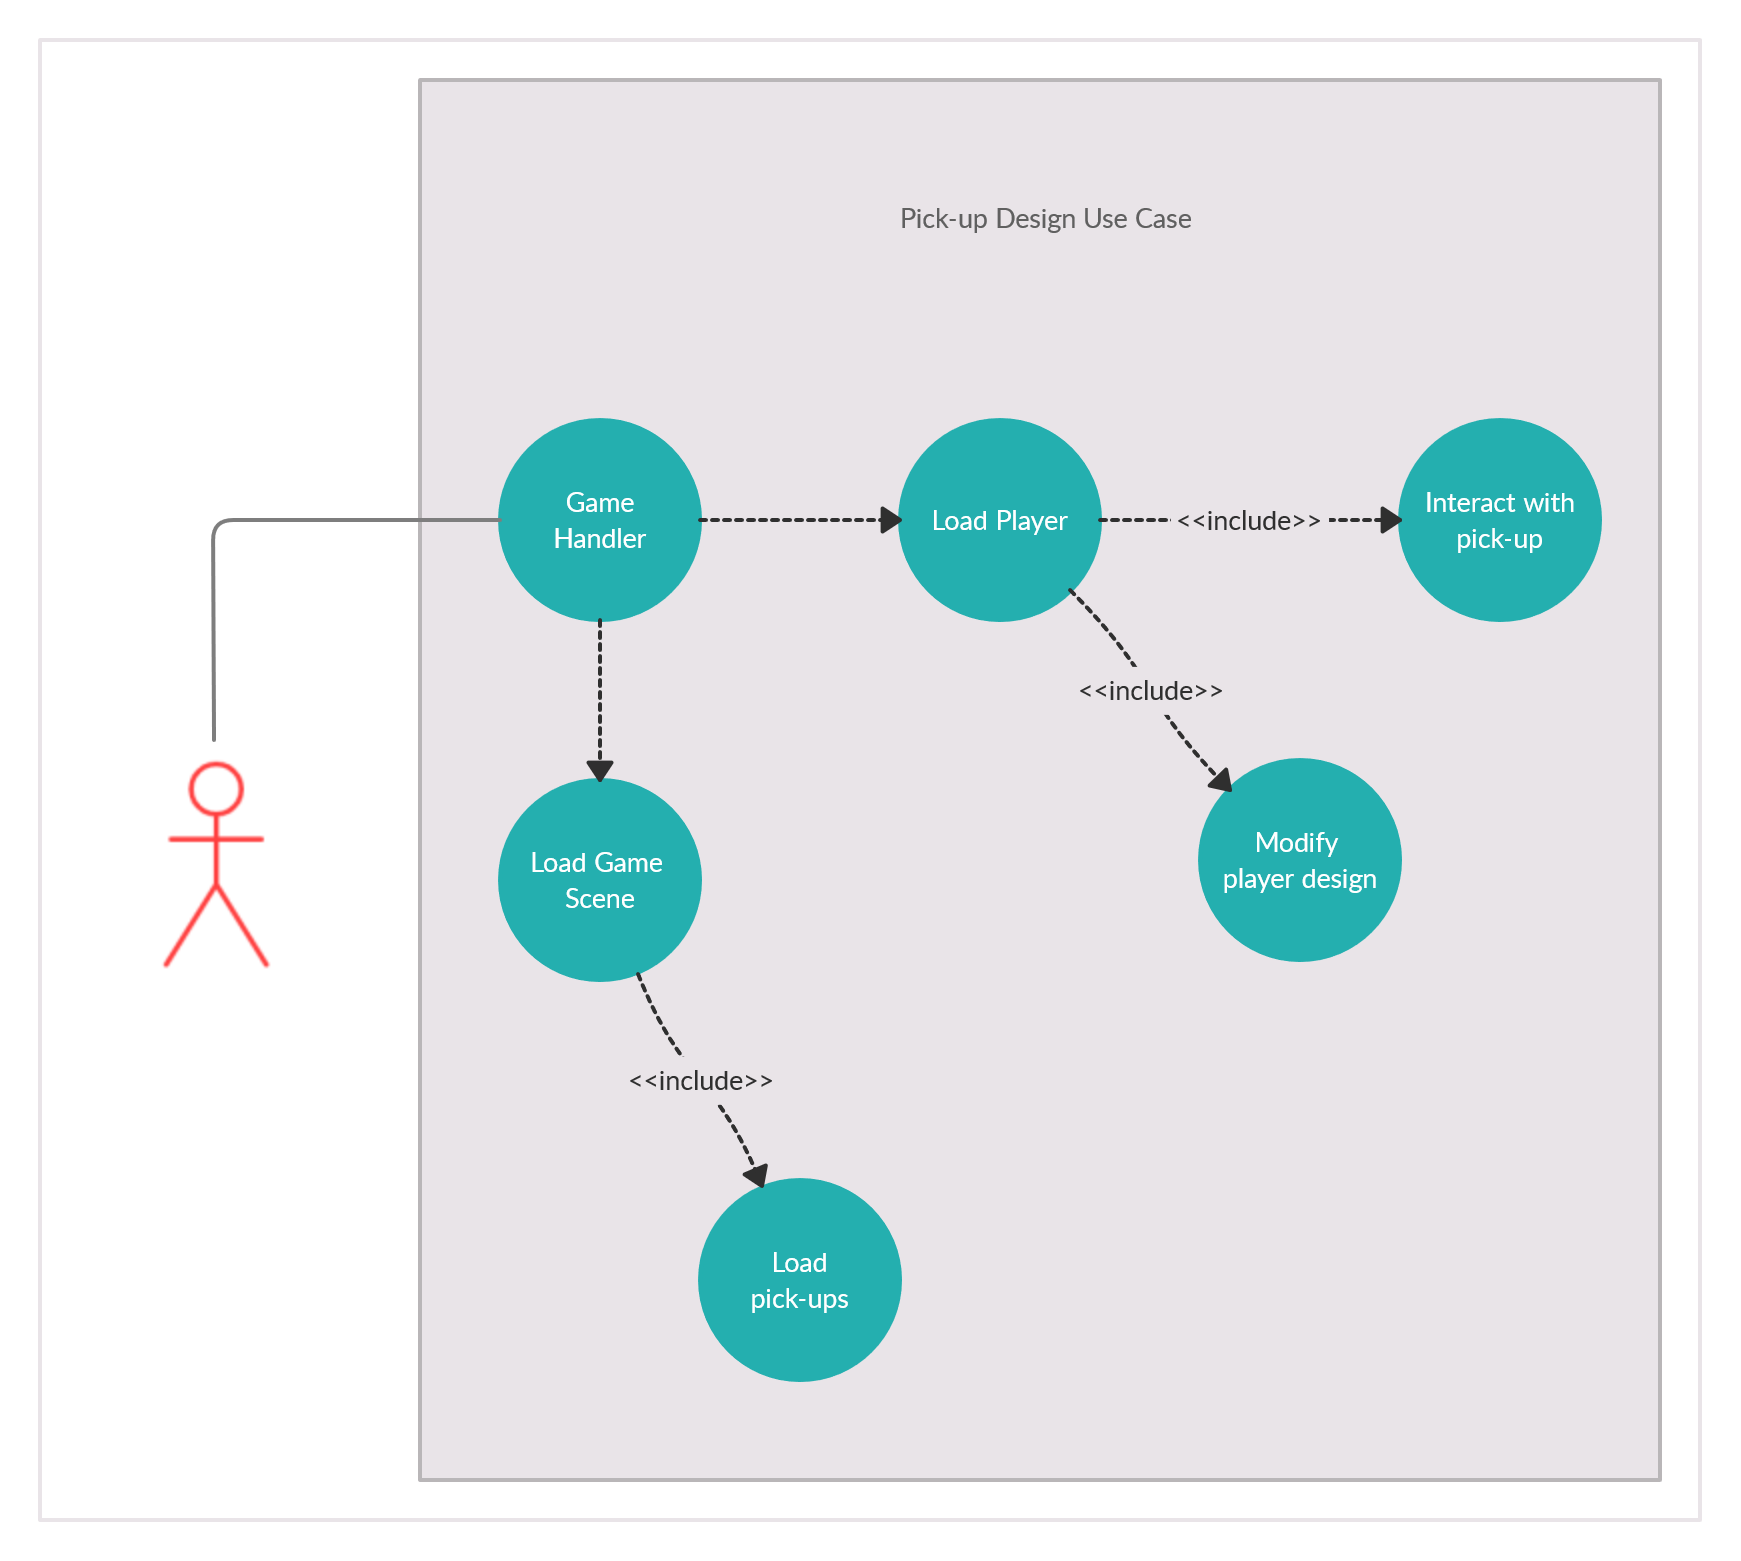 Pick-up Design Use Case
Game
Handler
Load Player
<<include>>
Interact with
pick-up
<<include>>
Modify
player design
Load Game
Scene
<<include>>
Load
pick-ups